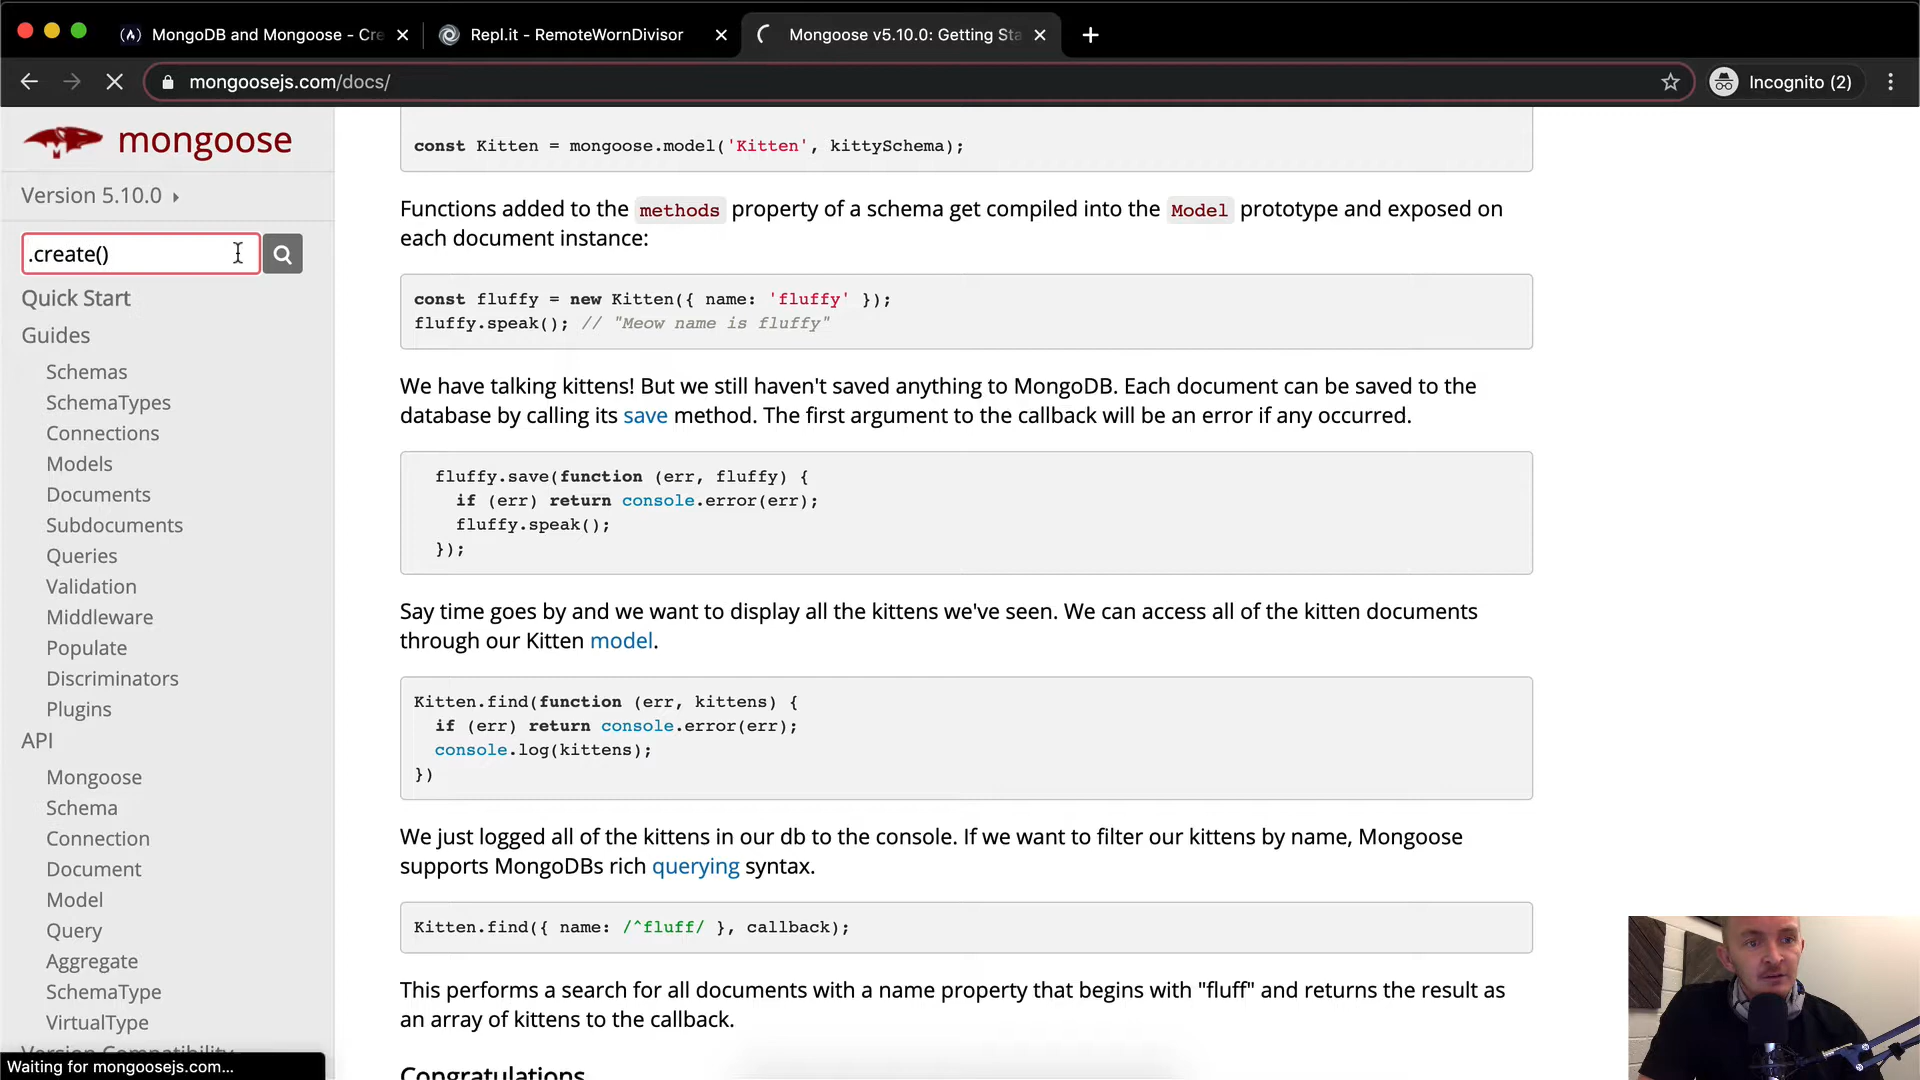 MongoDB and Mongoose - Cre
Repl.it - RemoteWornDivisor
Mongoose v5.10.0: Getting Sta
mongoosejs.com/docs/
Incognito (2)
mongoose
Version 5.10.0
.create()
Quick Start
Guides
Schemas
SchemaTypes
Connections
Models
Documents
Subdocuments
Queries
Validation
Middleware
Populate
Discriminators
Plugins
API
Mongoose
Schema
Connection
Document
Model
Query
Aggregate
SchemaType
VirtualType
Version Compatibility
Waiting for mongoosejs.com...
const Kitten = mongoose.model('Kitten', kittySchema);
Functions added to the methods property of a schema get compiled into the Model prototype and exposed on
each document instance:
const fluffy = new Kitten({ name: 'fluffy' });
fluffy.speak(); // "Meow name is fluffy"
We have talking kittens! But we still haven't saved anything to MongoDB. Each document can be saved to the
database by calling its save method. The first argument to the callback will be an error if any occurred.
fluffy.save(function (err, fluffy) {
if (err) return console.error(err);
fluffy.speak();
});
Say time goes by and we want to display all the kittens we've seen. We can access all of the kitten documents
through our Kitten model.
Kitten.find(function (err, kittens) {
if (err) return console.error(err);
console.log(kittens);
})
We just logged all of the kittens in our db to the console. If we want to filter our kittens by name, Mongoose
supports MongoDBs rich querying syntax.
Kitten.find({ name: /^fluff/ }, callback);
This performs a search for all documents with a name property that begins with "fluff" and returns the result as
an array of kittens to the callback.
Congratulations